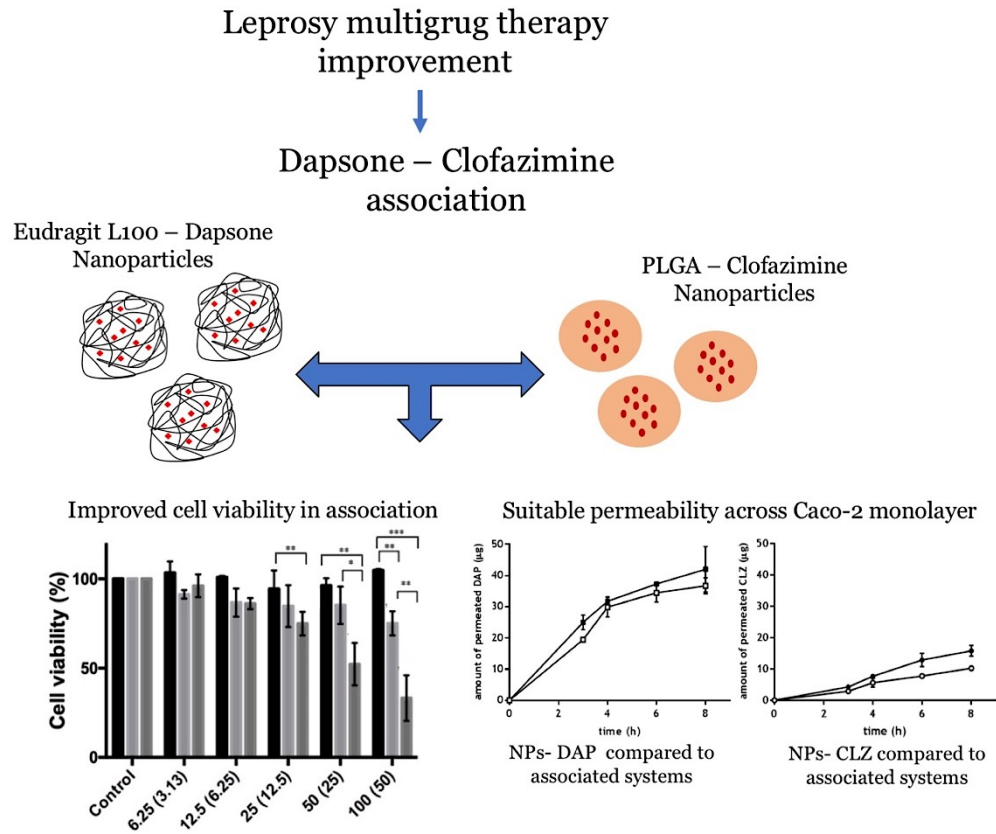 Leprosy multigrug therapy
improvement
Dapsone – Clofazimine
association
Eudragit L100 – Dapsone
Nanoparticles
PLGA – Clofazimine
Nanoparticles
Improved cell viability in association
Cell viability (%)
100
50
0
**
**
*
***
**
**
Control
6.25 (3.13)
12.5 (6.25)
25 (12.5)
50 (25)
100 (50)
Suitable permeability across Caco-2 monolayer
amount of permeated DAP (µg)
50
40
30
20
10
0
0
2
4
6
8
time (h)
NPs- DAP compared to
associated systems
amount of permeated CLZ (µg)
50
40
30
20
10
0
0
2
4
6
8
time (h)
NPs- CLZ compared to
associated systems